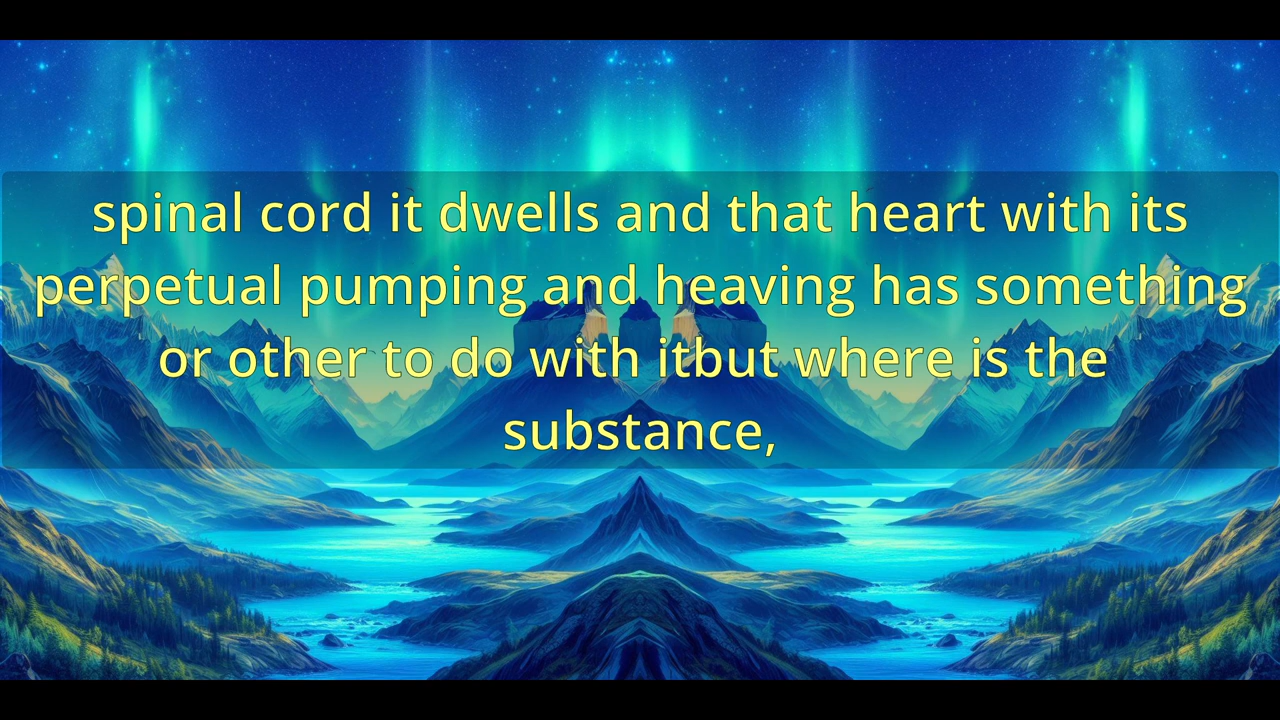 spinal cord it dwells and that heart with its
perpetual pumping and heaving has something
or other to do with itbut where is the
substance,